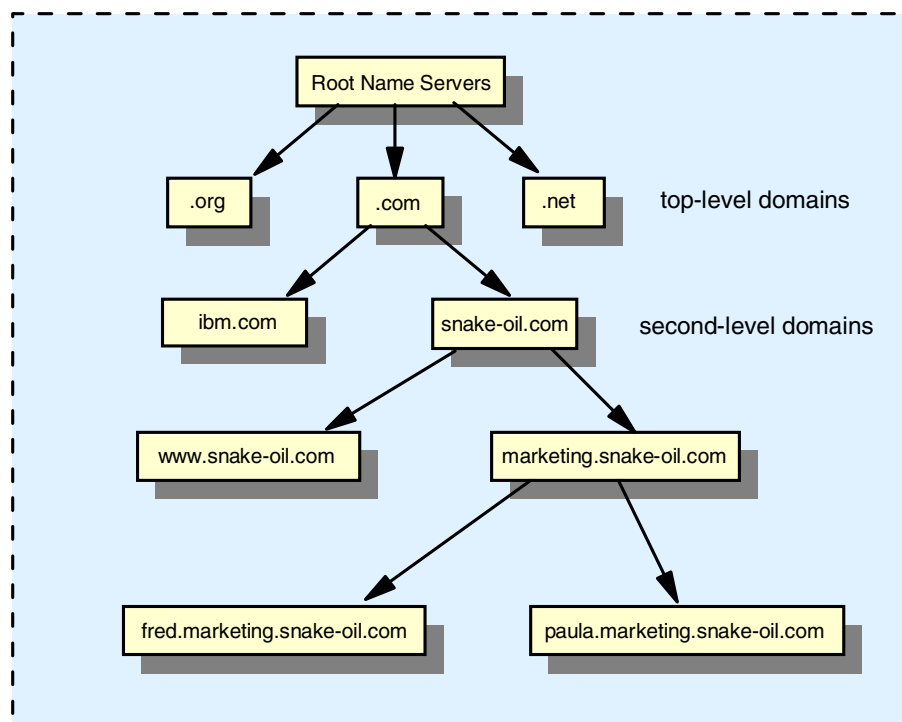 Root Name Servers
.org
.com
.net
top-level domains
ibm.com
snake-oil.com
second-level domains
www.snake-oil.com
marketing.snake-oil.com
fred.marketing.snake-oil.com
paula.marketing.snake-oil.com